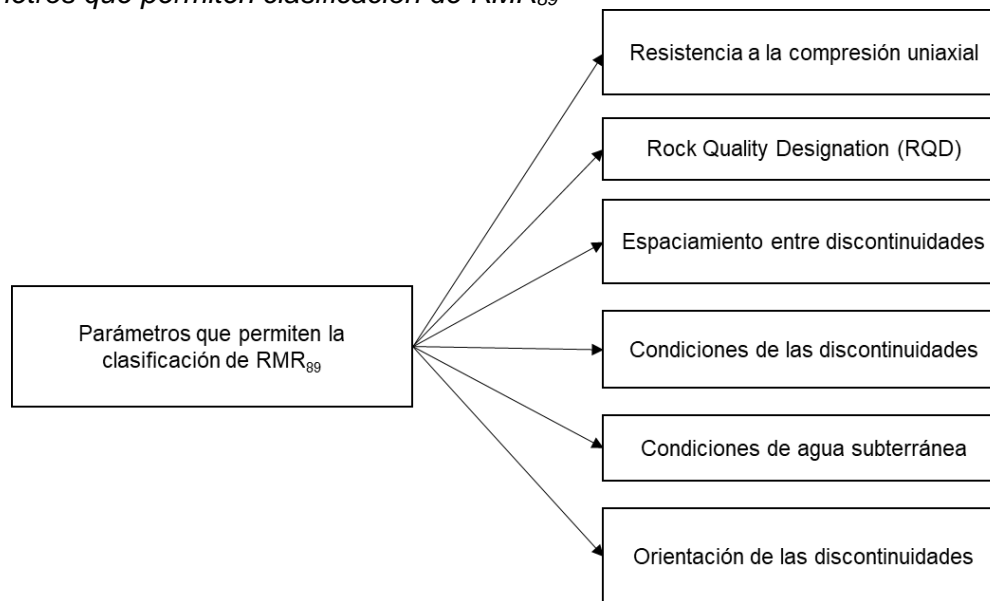 que permiten clasificación de RMR₈₉
Resistencia a la compresión uniaxial
Rock Quality Designation (RQD)
Espaciamiento entre discontinuidades
Parámetros que permiten la
clasificación de RMR₈₉
Condiciones de las discontinuidades
Condiciones de agua subterránea
Orientación de las discontinuidades